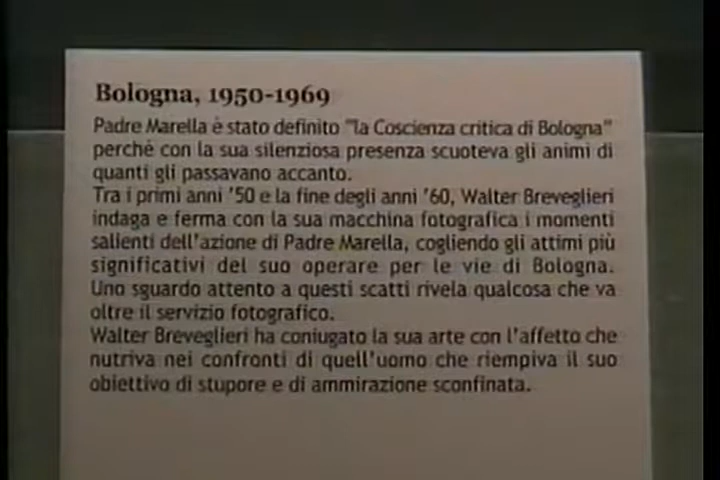 Bologna, 1950-1969
Padre Marella è stato definito "la Coscienza critica di Bologna"
perché con la sua silenziosa presenza scuoteva gli animi di
quanti gli passavano accanto.
Tra i primi anni '50 e la fine degli anni '60, Walter Breveglieri
indaga e ferma con la sua macchina fotografica i momenti
salienti dell'azione di Padre Marella, cogliendo gli attimi più
significativi del suo operare per le vie di Bologna.
Uno sguardo attento a questi scatti rivela qualcosa che va
oltre il servizio fotografico.
Walter Breveglieri ha coniugato la sua arte con l'affetto che
nutriva nei confronti di quell'uomo che riempiva il suo
obiettivo di stupore e di ammirazione sconfinata.